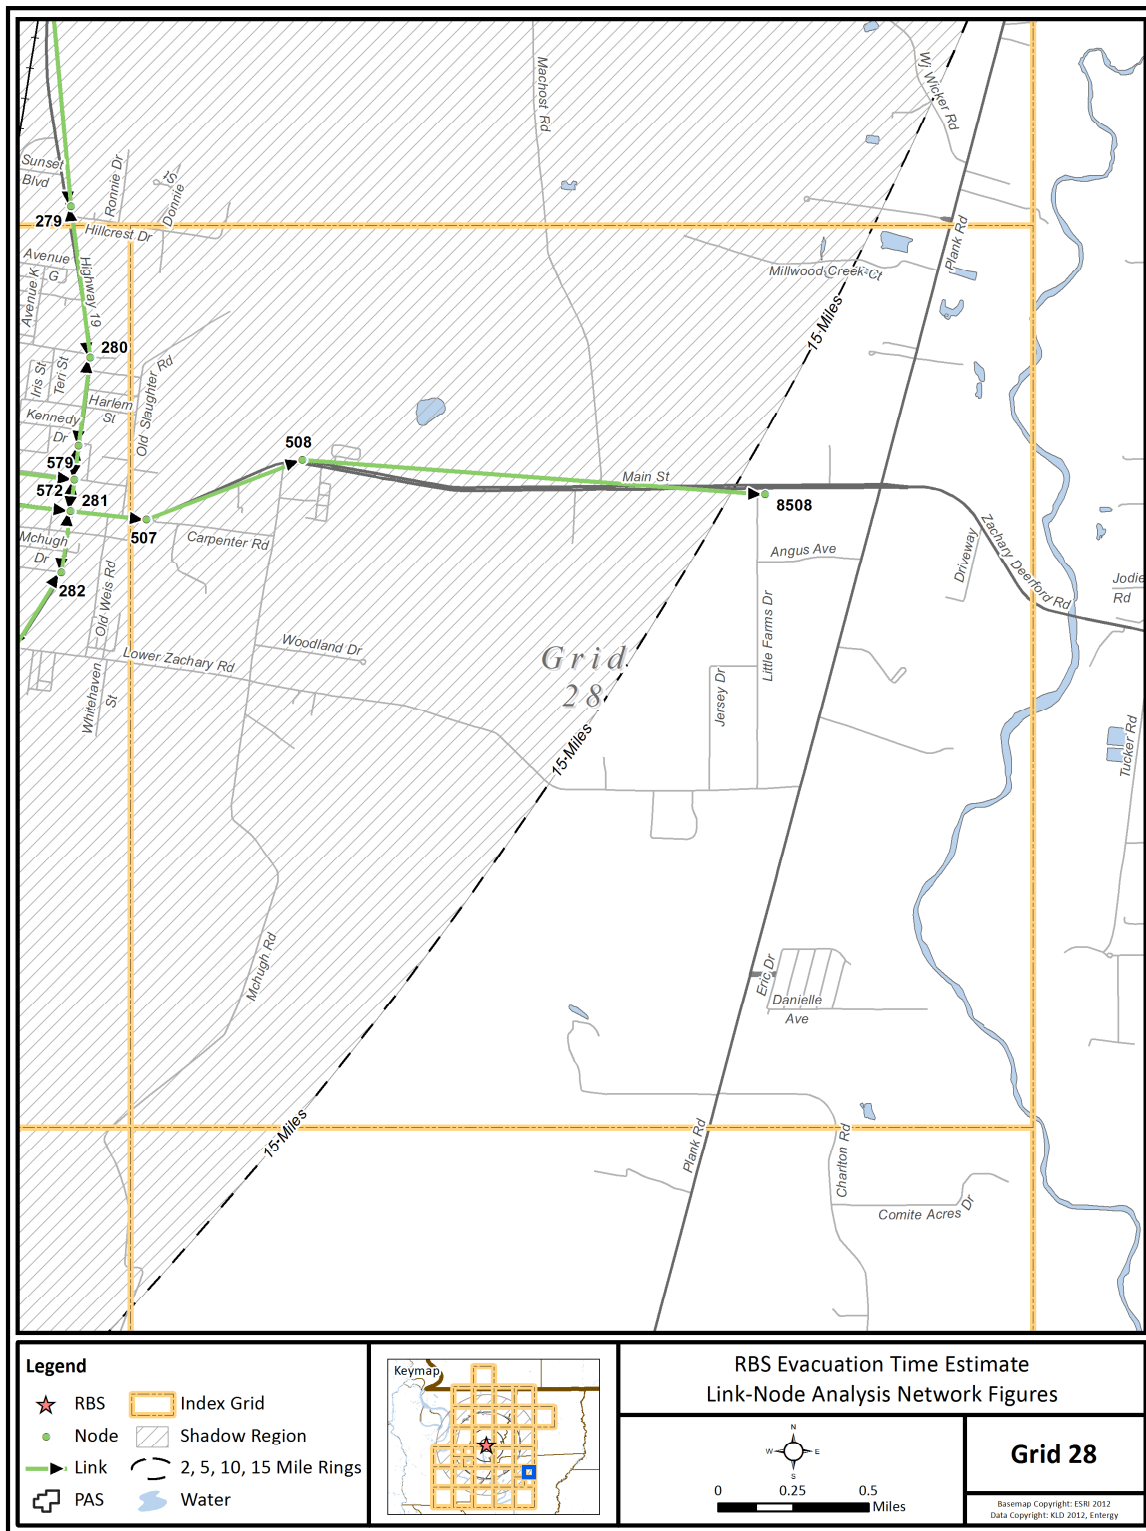 Wj Wicker Rd
Machost Rd
Sunset
Blvd
Ronnie Dr
Donnie
St
279
Hillcrest Dr
Plank Rd
Avenue
G
Avenue K
Highway 19
Millwood Creek Ct
15 Miles
280
Iris St
Teri St
Old Slaughter Rd
Harlem
St
Kennedy
Dr
508
579
572
281
Main St
8508
507
Mchugh
Dr
Carpenter Rd
Angus Ave
Driveway
Zachary Deerford Rd
Jodie
Rd
282
Old Weis Rd
Little Farms Dr
Woodland Dr
Lower Zachary Rd
Grid
28
Whitehaven
St
Jersey Dr
Tucker Rd
15 Miles
Mchugh Rd
Eric Dr
Danielle
Ave
15 Miles
Plank Rd
Charlton Rd
Comite Acres Dr
Legend
RBS
Index Grid
Node
Shadow Region
Link
2, 5, 10, 15 Mile Rings
PAS
Water
Keymap
RBS Evacuation Time Estimate
Link-Node Analysis Network Figures
N
W
E
S
0 0.25 0.5
Miles
Grid 28
Basemap Copyright: ESRI 2012
Data Copyright: KLD 2012, Entergy